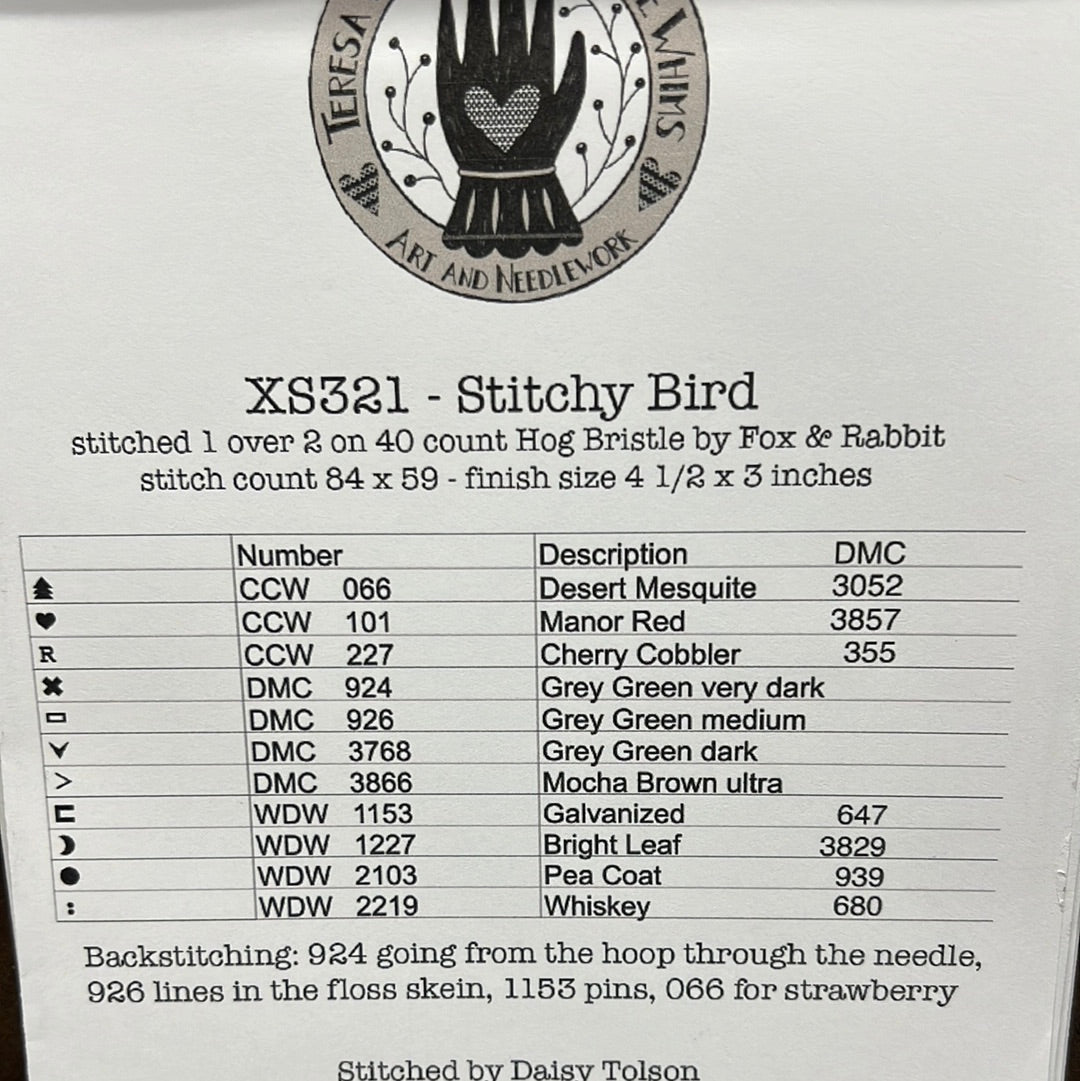 TERESA
E WHIMS
ART AND NEEDLEWORK
XS321 - Stitchy Bird
stitched 1 over 2 on 40 count Hog Bristle by Fox & Rabbit
stitch count 84 x 59 - finish size 4 1/2 x 3 inches
Number Description DMC
CCW 066 Desert Mesquite 3052
CCW 101 Manor Red 3857
R CCW 227 Cherry Cobbler 355
DMC 924 Grey Green very dark
DMC 926 Grey Green medium
DMC 3768 Grey Green dark
> DMC 3866 Mocha Brown ultra
WDW 1153 Galvanized 647
WDW 1227 Bright Leaf 3829
WDW 2103 Pea Coat 939
: WDW 2219 Whiskey 680
Backstitching: 924 going from the hoop through the needle,
926 lines in the floss skein, 1153 pins, 066 for strawberry
Stitched by Daisy Tolson